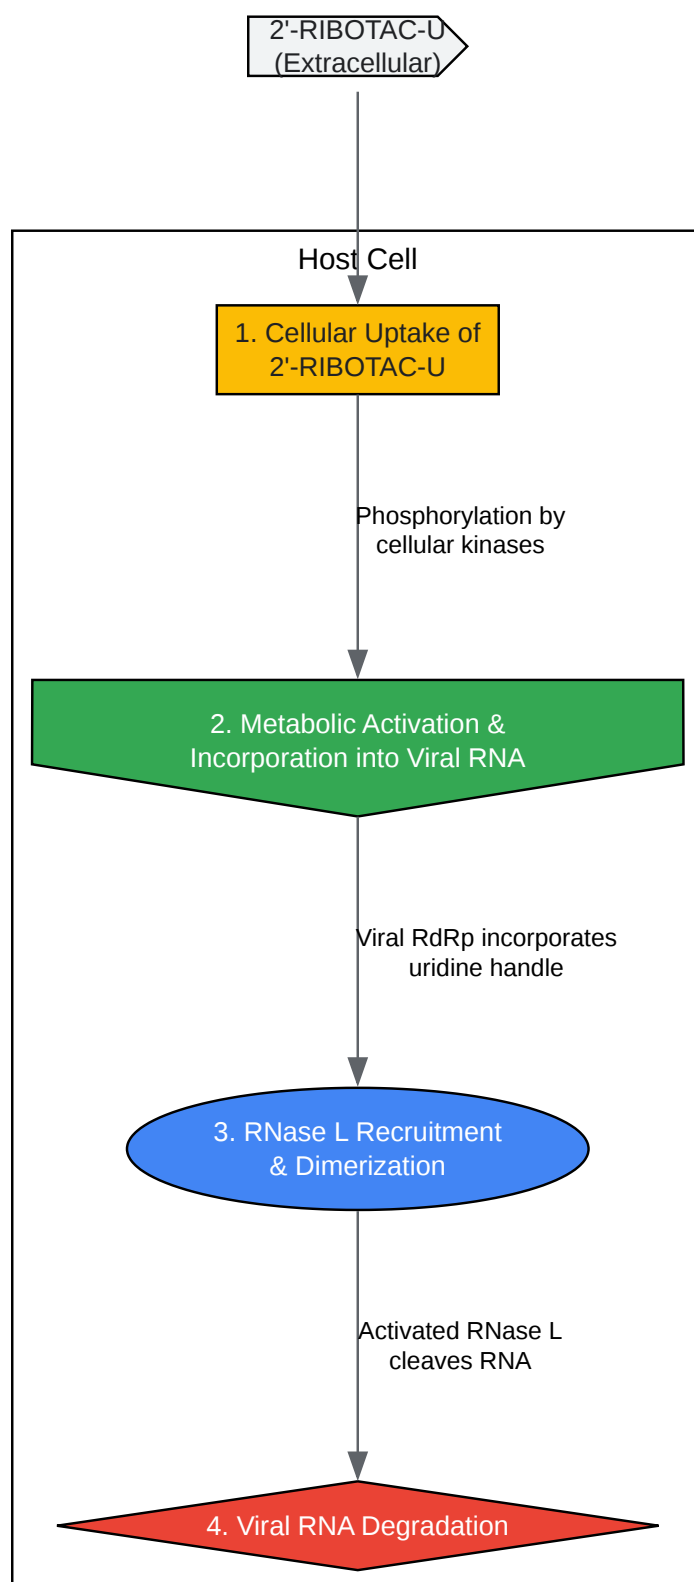 2'-RIBOTAC-U
(Extracellular)
Host Cell
1. Cellular Uptake of
2'-RIBOTAC-U
Phosphorylation by
cellular kinases
2. Metabolic Activation &
Incorporation into Viral RNA
Viral RdRp incorporates
uridine handle
3. RNase L Recruitment
& Dimerization
Activated RNase L
cleaves RNA
4. Viral RNA Degradation